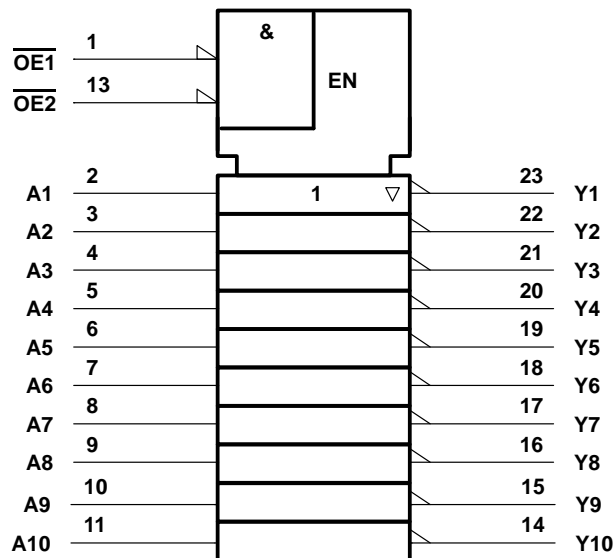 &
EN
O̅E̅1̅ 1
O̅E̅2̅ 13
A1 2 1 ▽ 23 Y1
A2 3 22 Y2
A3 4 21 Y3
A4 5 20 Y4
A5 6 19 Y5
A6 7 18 Y6
A7 8 17 Y7
A8 9 16 Y8
A9 10 15 Y9
A10 11 14 Y10